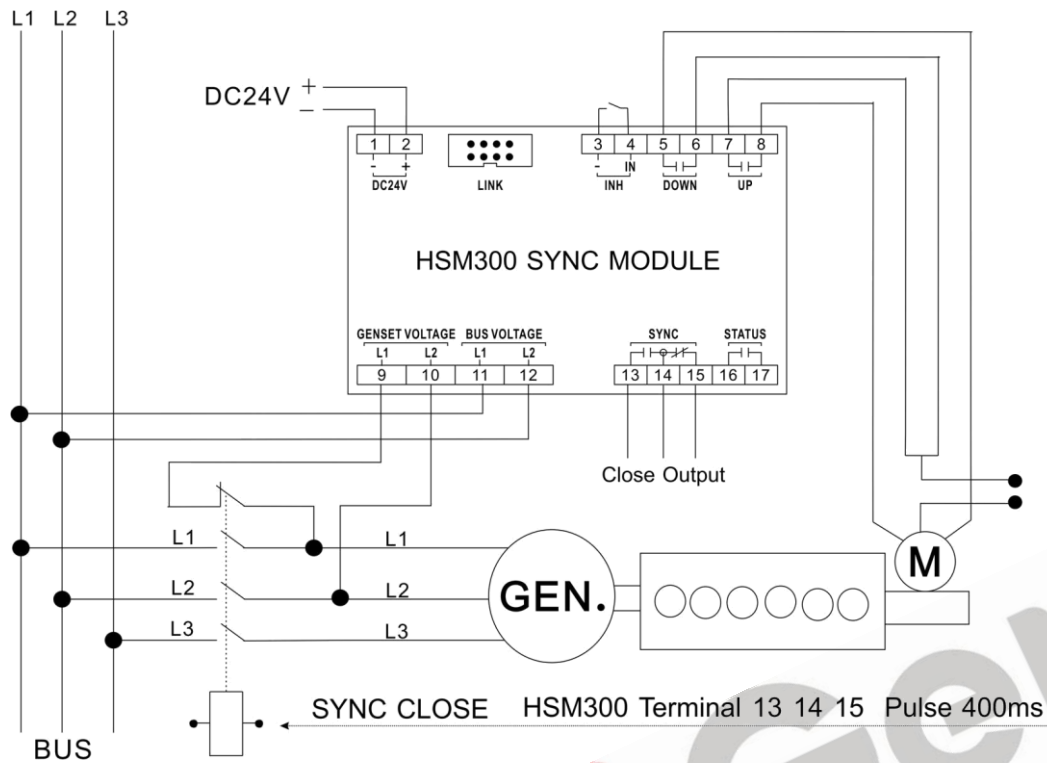 L1 L2 L3
DC24V + −
1 2
- +
DC24V
LINK
3 4 5 6 7 8
- IN
INH DOWN UP
HSM300 SYNC MODULE
GENSET VOLTAGE BUS VOLTAGE
L1 L2 L1 L2
9 10 11 12
SYNC STATUS
13 14 15 16 17
Close Output
L1 L1
L2 L2
L3 L3
GEN.
M
SYNC CLOSE HSM300 Terminal 13 14 15 Pulse 400ms
BUS